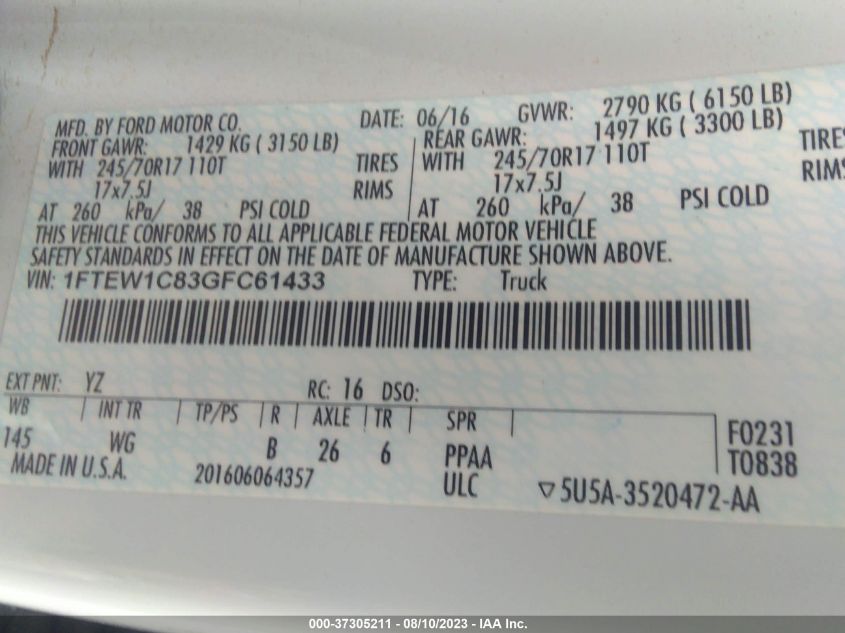 MFD. BY FORD MOTOR CO. DATE: 06/16 GVWR: 2790 KG ( 6150 LB)
FRONT GAWR: 1429 KG ( 3150 LB) REAR GAWR: 1497 KG ( 3300 LB)
WITH 245/70R17 110T TIRES WITH 245/70R17 110T TIRES
17x7.5J RIMS 17x7.5J RIMS
AT 260 kPa/ 38 PSI COLD AT 260 kPa/ 38 PSI COLD
THIS VEHICLE CONFORMS TO ALL APPLICABLE FEDERAL MOTOR VEHICLE
SAFETY STANDARDS IN EFFECT ON THE DATE OF MANUFACTURE SHOWN ABOVE.
VIN: 1FTEW1C83GFC61433 TYPE: Truck
EXT PNT: YZ RC: 16 DSO:
WB INT TR TP/PS R AXLE TR SPR F0231
145 WG B 26 6 PPAA T0838
MADE IN U.S.A. 201606064357 ULC ▽5U5A-3520472-AA
000-37305211 - 08/10/2023 - IAA Inc.